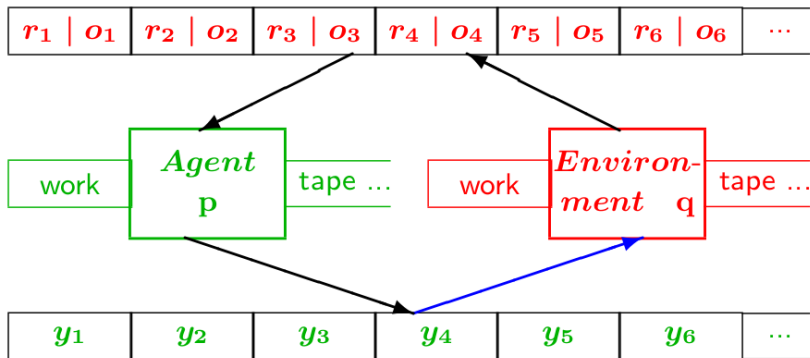 r₁ | o₁ r₂ | o₂ r₃ | o₃ r₄ | o₄ r₅ | o₅ r₆ | o₆ ...
work Agent p tape ...
work Environ-ment q tape ...
y₁ y₂ y₃ y₄ y₅ y₆ ...